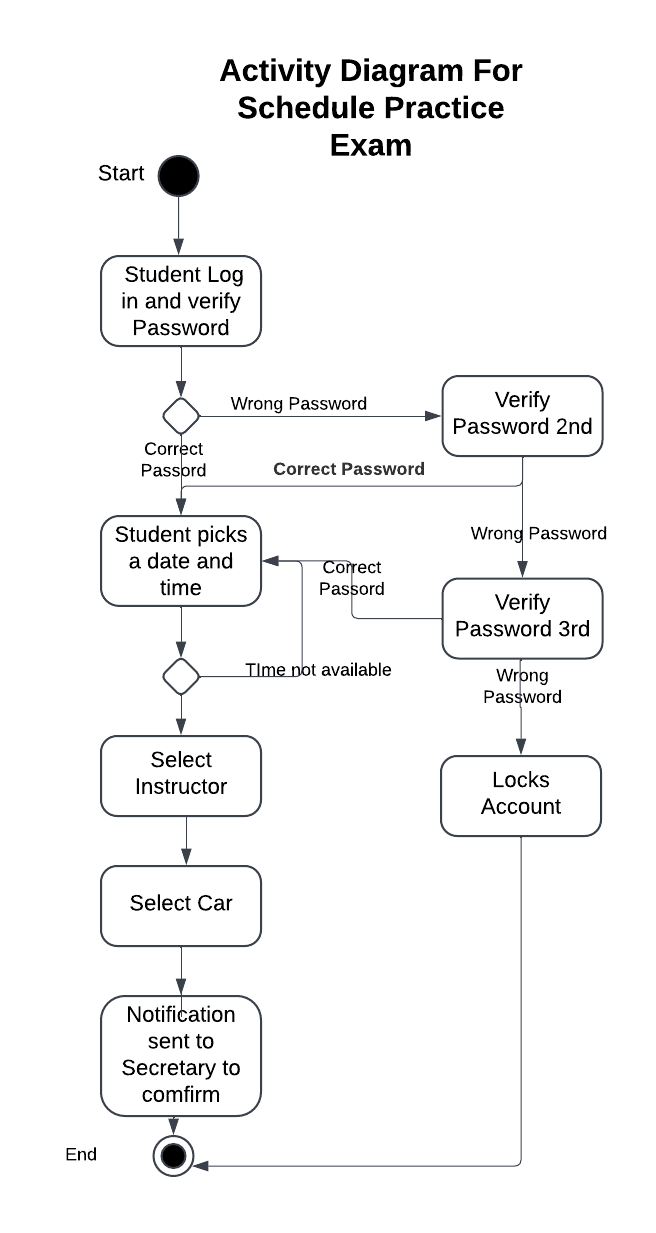 Activity Diagram For
Schedule Practice
Exam
Start
Student Log
in and verify
Password
Wrong Password
Verify
Password 2nd
Correct
Passord
Correct Password
Wrong Password
Student picks
a date and
time
Correct
Passord
Verify
Password 3rd
TIme not available
Wrong
Password
Select
Instructor
Locks
Account
Select Car
Notification
sent to
Secretary to
comfirm
End